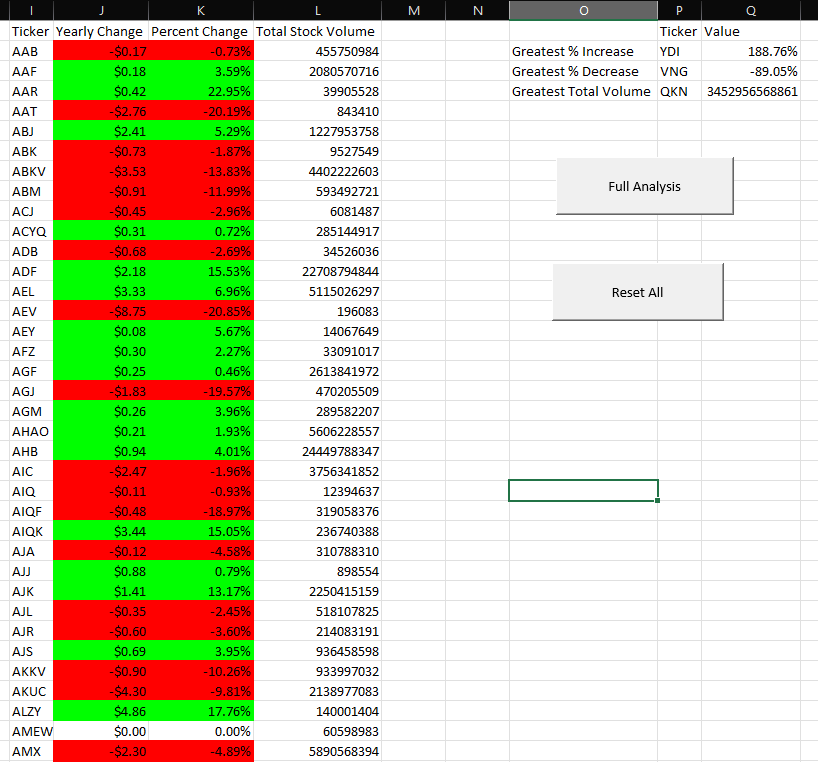 I J K L M N O P Q
Ticker Yearly Change Percent Change Total Stock Volume Ticker Value
AAB -$0.17 -0.73% 455750984 Greatest % Increase YDI 188.76%
AAF $0.18 3.59% 2080570716 Greatest % Decrease VNG -89.05%
AAR $0.42 22.95% 39905528 Greatest Total Volume QKN 3452956568861
AAT -$2.76 -20.19% 843410
ABJ $2.41 5.29% 1227953758
ABK -$0.73 -1.87% 9527549
ABKV -$3.53 -13.83% 4402222603
ABM -$0.91 -11.99% 593492721
Full Analysis
ACJ -$0.45 -2.96% 6081487
ACYQ $0.31 0.72% 285144917
ADB -$0.68 -2.69% 34526036
ADF $2.18 15.53% 22708794844
AEL $3.33 6.96% 5115026297
Reset All
AEV -$8.75 -20.85% 196083
AEY $0.08 5.67% 14067649
AFZ $0.30 2.27% 33091017
AGF $0.25 0.46% 2613841972
AGJ -$1.83 -19.57% 470205509
AGM $0.26 3.96% 289582207
AHAO $0.21 1.93% 5606228557
AHB $0.94 4.01% 24449788347
AIC -$2.47 -1.96% 3756341852
AIQ -$0.11 -0.93% 12394637
AIQF -$0.48 -18.97% 319058376
AIQK $3.44 15.05% 236740388
AJA -$0.12 -4.58% 310788310
AJJ $0.88 0.79% 898554
AJK $1.41 13.17% 2250415159
AJL -$0.35 -2.45% 518107825
AJR -$0.60 -3.60% 214083191
AJS $0.69 3.95% 936458598
AKKV -$0.90 -10.26% 933997032
AKUC -$4.30 -9.81% 2138977083
ALZY $4.86 17.76% 140001404
AMEW $0.00 0.00% 60598983
AMX -$2.30 -4.89% 5890568394